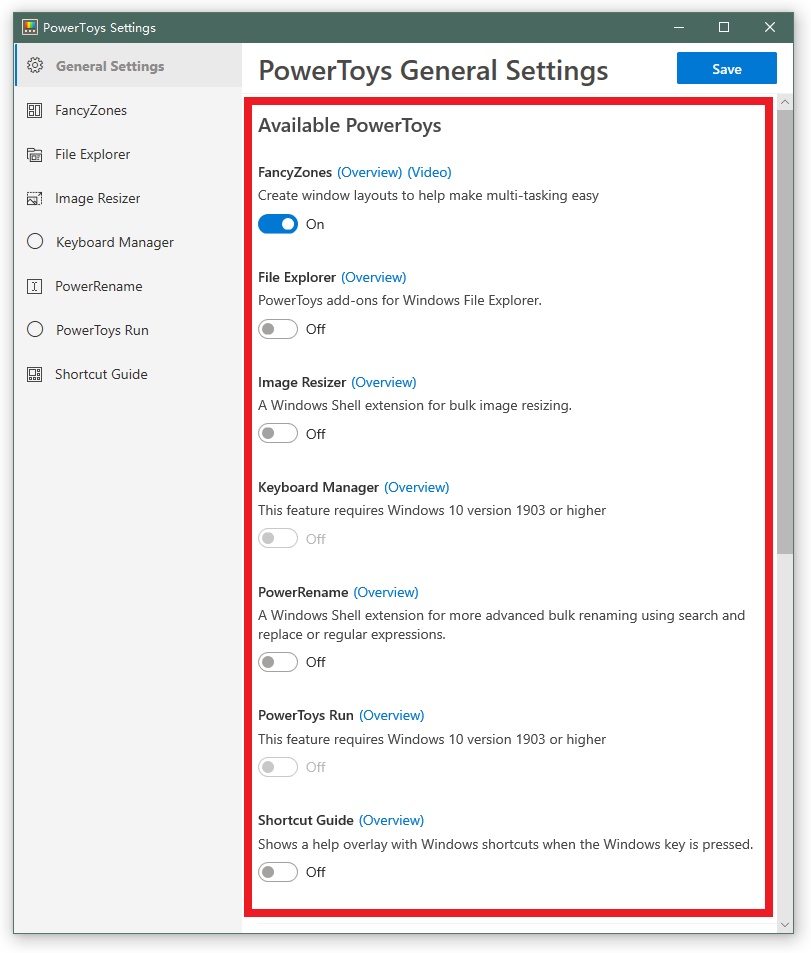 PowerToys Settings
General Settings
FancyZones
File Explorer
Image Resizer
Keyboard Manager
PowerRename
PowerToys Run
Shortcut Guide
PowerToys General Settings
Save
Available PowerToys
FancyZones (Overview) (Video)
Create window layouts to help make multi-tasking easy
On
File Explorer (Overview)
PowerToys add-ons for Windows File Explorer.
Off
Image Resizer (Overview)
A Windows Shell extension for bulk image resizing.
Off
Keyboard Manager (Overview)
This feature requires Windows 10 version 1903 or higher
Off
PowerRename (Overview)
A Windows Shell extension for more advanced bulk renaming using search and
replace or regular expressions.
Off
PowerToys Run (Overview)
This feature requires Windows 10 version 1903 or higher
Off
Shortcut Guide (Overview)
Shows a help overlay with Windows shortcuts when the Windows key is pressed.
Off